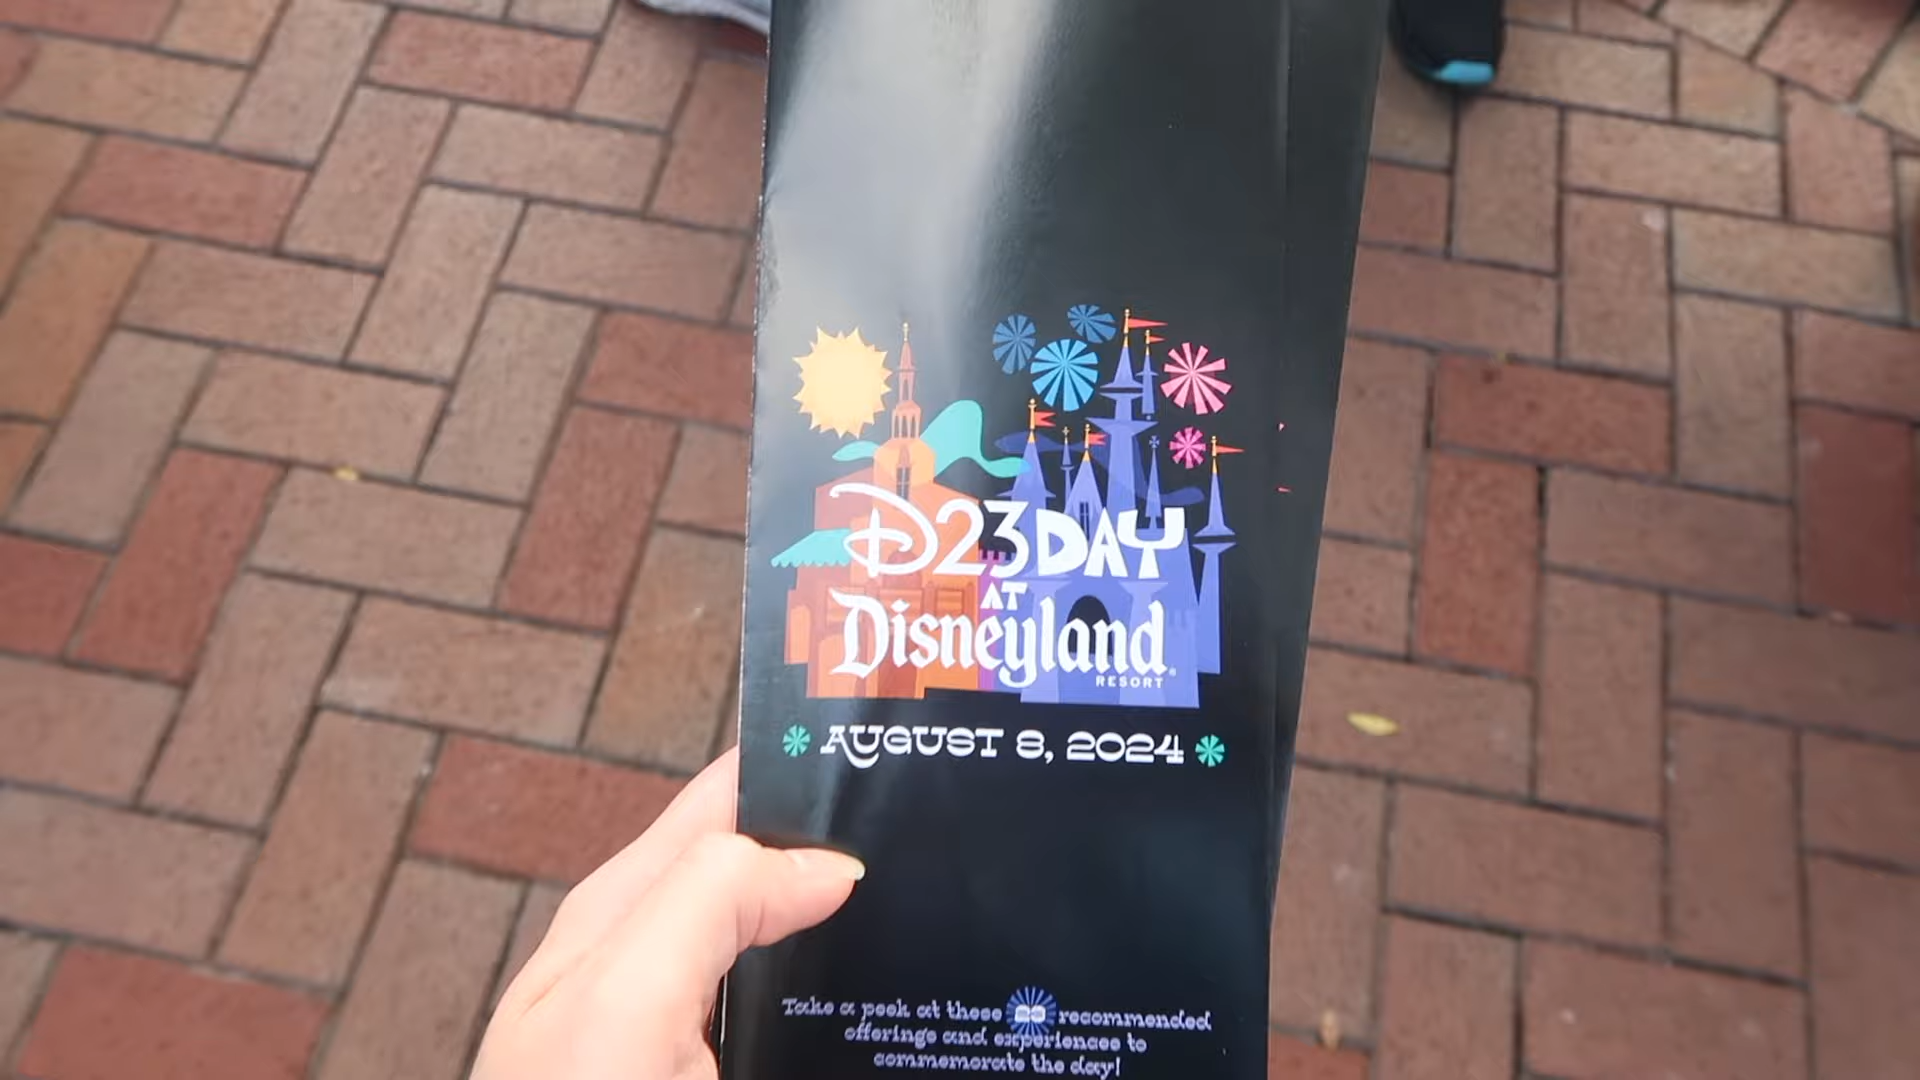 D23 DAY
AT
Disneyland
RESORT
AUGUST 8, 2024
Take a peek at these 23 recommended
offerings and experiences to
commemorate the day!